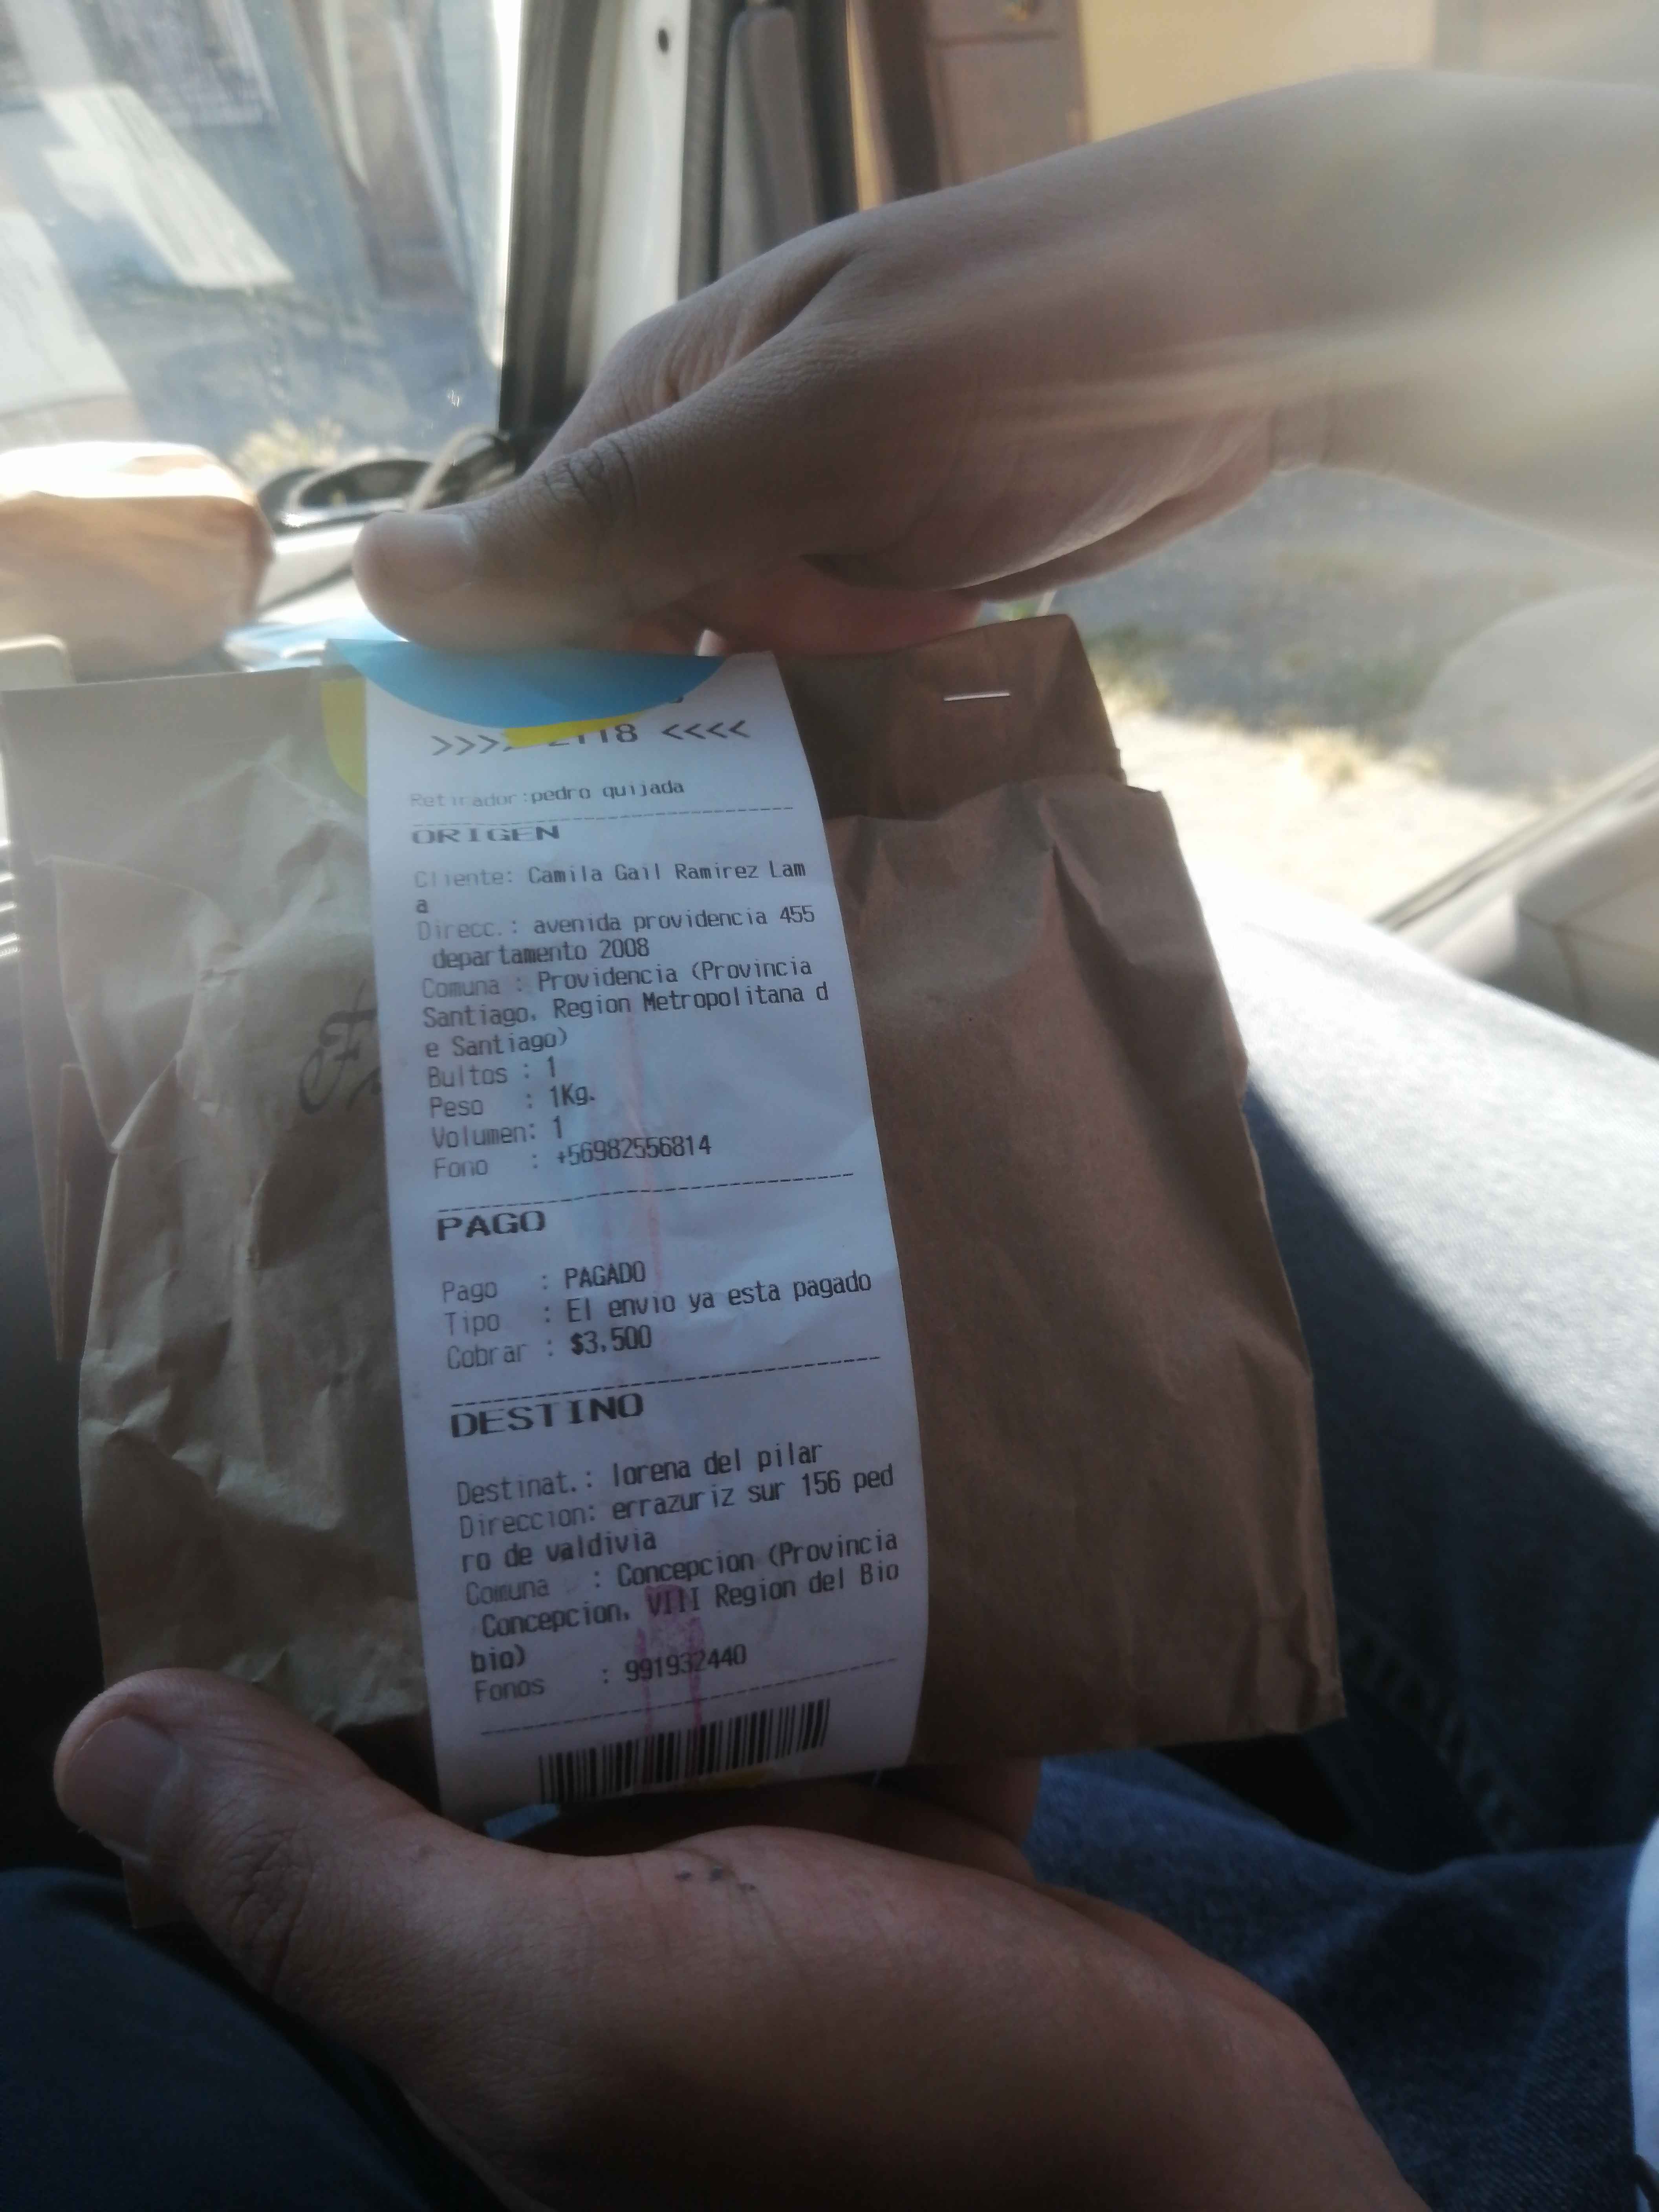 >>>> 2118 <<<<
Retirador:pedro quijada
ORIGEN
Cliente: Camila Gail Ramirez Lam
a
Direcc.: avenida providencia 455
departamento 2008
Comuna : Providencia (Provincia
Santiago, Region Metropolitana d
e Santiago)
Bultos : 1
Peso : 1Kg.
Volumen: 1
Fono : +56982556814
PAGO
Pago : PAGADO
Tipo : El envio ya esta pagado
Cobrar : $3,500
DESTINO
Destinat.: lorena del pilar
Direccion: errazuriz sur 156 ped
ro de valdivia
Comuna : Concepcion (Provincia
Concepcion, VIII Region del Bio
bio)
Fonos : 991932440